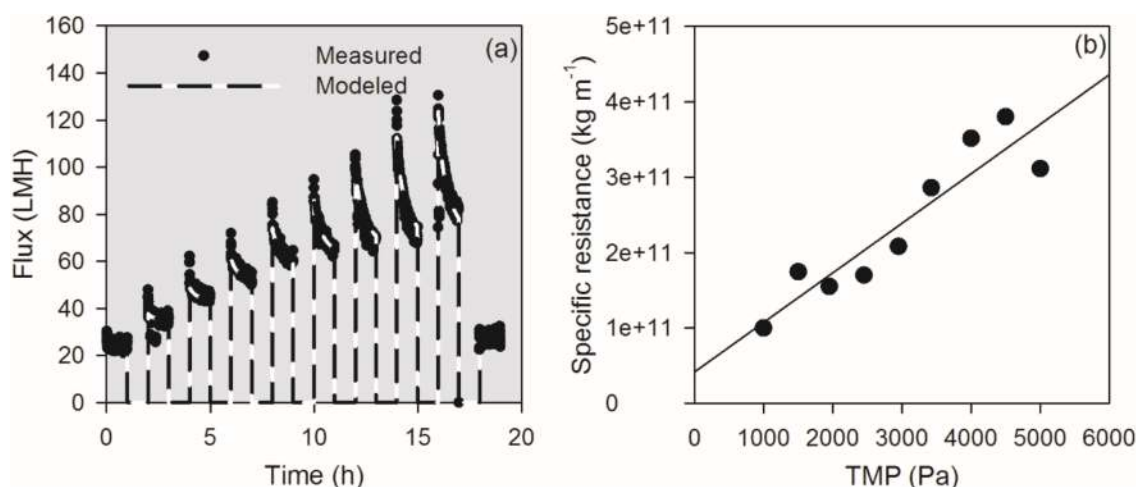 (a)
Measured
Modeled
160
140
120
100
80
60
40
20
0
Flux (LMH)
0 5 10 15 20
Time (h)
(b)
5e+11
4e+11
3e+11
2e+11
1e+11
0
Specific resistance (kg m⁻¹)
0 1000 2000 3000 4000 5000 6000
TMP (Pa)